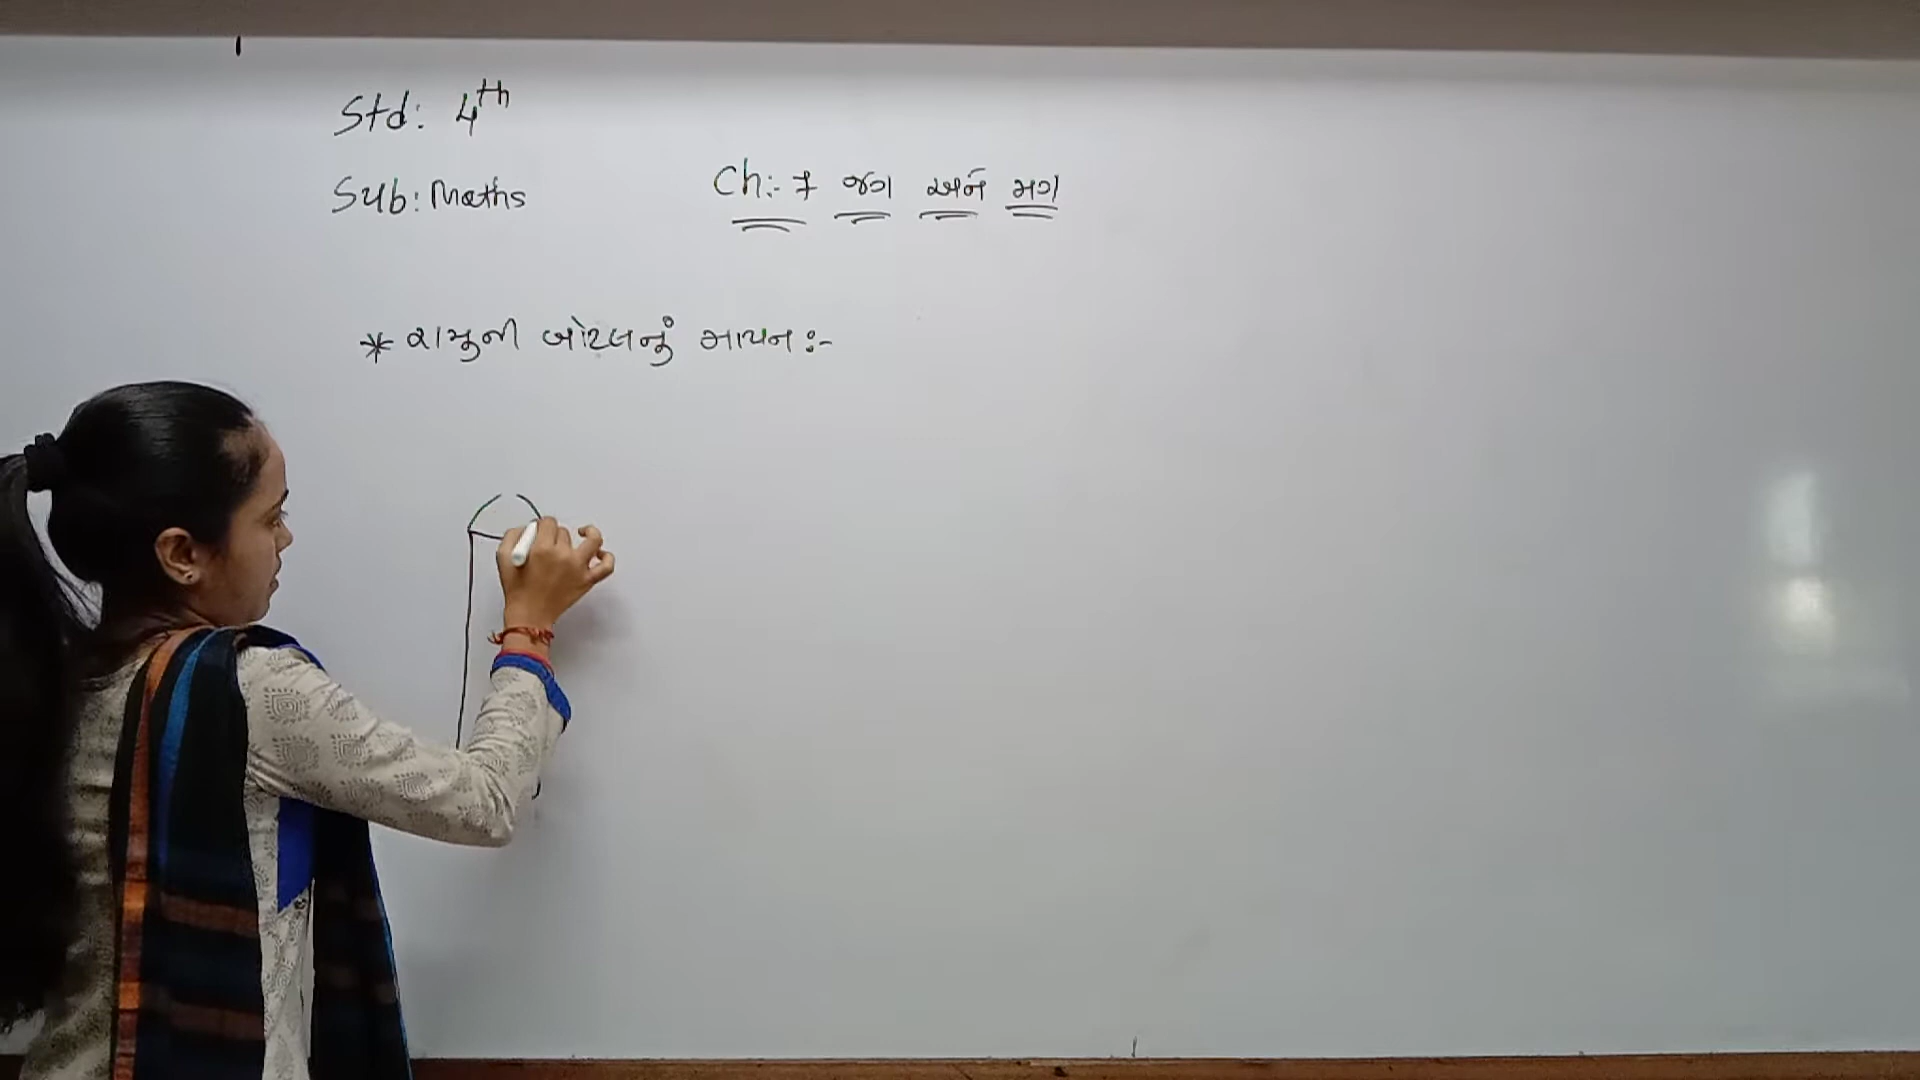 Std: 4th
Sub: Maths
Ch:- 7 જગ અને મગ
* રામુની બોટલનું માપન :-